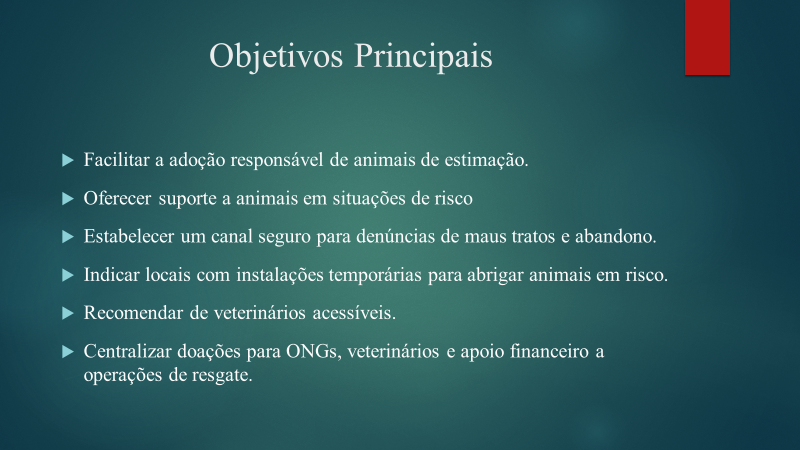 Objetivos Principais
Facilitar a adoção responsável de animais de estimação.
Oferecer suporte a animais em situações de risco
Estabelecer um canal seguro para denúncias de maus tratos e abandono.
Indicar locais com instalações temporárias para abrigar animais em risco.
Recomendar de veterinários acessíveis.
Centralizar doações para ONGs, veterinários e apoio financeiro a
operações de resgate.